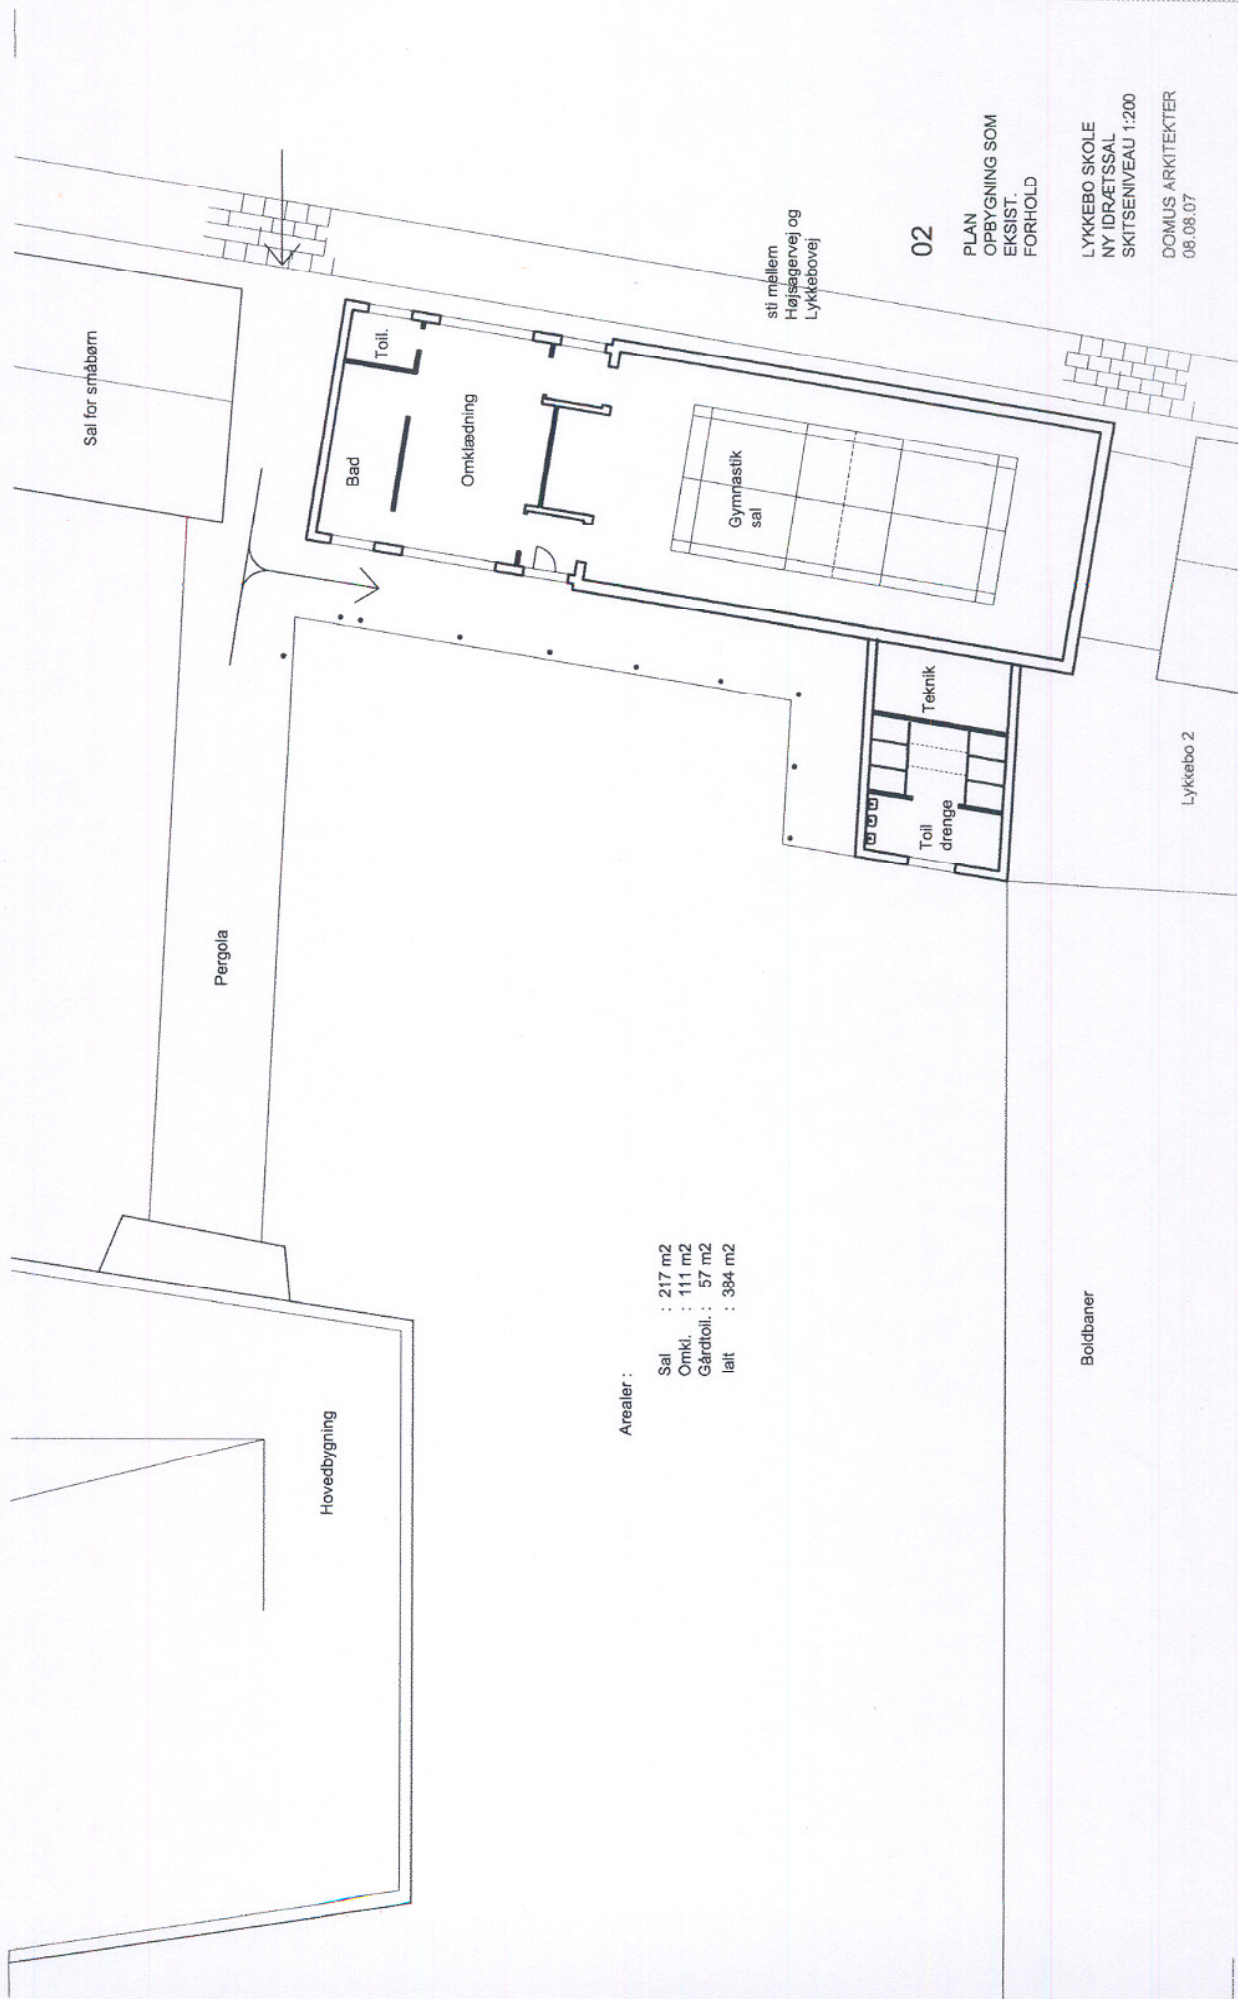 Hovedbygning
Pergola
Sal for småbørn
Bad
Toil.
Omklædning
Gymnastik
sal
Teknik
Toil
drenge
Arealer :
Sal : 217 m2
Omkl. : 111 m2
Gårdtoil. : 57 m2
Ialt : 384 m2
sti mellem
Højsagervej og
Lykkebovej
Boldbaner
Lykkebo 2
02
PLAN
OPBYGNING SOM
EKSIST.
FORHOLD
LYKKEBO SKOLE
NY IDRÆTSSAL
SKITSENIVEAU 1:200
DOMUS ARKITEKTER
08.08.07